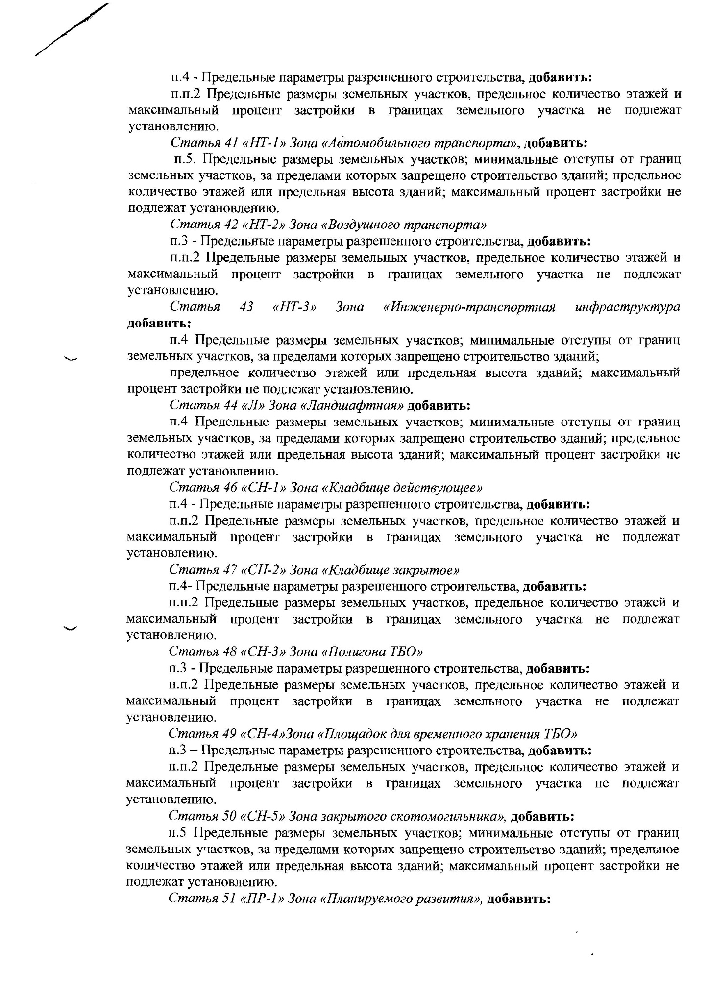 п.4 - Предельные параметры разрешенного строительства, добавить:
п.п.2 Предельные размеры земельных участков, предельное количество этажей и
максимальный процент застройки в границах земельного участка не подлежат
установлению.
Статья 41 «НТ-1» Зона «Автомобильного транспорта», добавить:
п.5. Предельные размеры земельных участков; минимальные отступы от границ
земельных участков, за пределами которых запрещено строительство зданий; предельное
количество этажей или предельная высота зданий; максимальный процент застройки не
подлежат установлению.
Статья 42 «НТ-2» Зона «Воздушного транспорта»
п.3 - Предельные параметры разрешенного строительства, добавить:
п.п.2 Предельные размеры земельных участков, предельное количество этажей и
максимальный процент застройки в границах земельного участка не подлежат
установлению.
Статья 43 «НТ-3» Зона «Инженерно-транспортная инфраструктура
добавить:
п.4 Предельные размеры земельных участков; минимальные отступы от границ
земельных участков, за пределами которых запрещено строительство зданий;
предельное количество этажей или предельная высота зданий; максимальный
процент застройки не подлежат установлению.
Статья 44 «Л» Зона «Ландшафтная» добавить:
п.4 Предельные размеры земельных участков; минимальные отступы от границ
земельных участков, за пределами которых запрещено строительство зданий; предельное
количество этажей или предельная высота зданий; максимальный процент застройки не
подлежат установлению.
Статья 46 «СН-1» Зона «Кладбище действующее»
п.4 - Предельные параметры разрешенного строительства, добавить:
п.п.2 Предельные размеры земельных участков, предельное количество этажей и
максимальный процент застройки в границах земельного участка не подлежат
установлению.
Статья 47 «СН-2» Зона «Кладбище закрытое»
п.4- Предельные параметры разрешенного строительства, добавить:
п.п.2 Предельные размеры земельных участков, предельное количество этажей и
максимальный процент застройки в границах земельного участка не подлежат
установлению.
Статья 48 «СН-3» Зона «Полигона ТБО»
п.3 - Предельные параметры разрешенного строительства, добавить:
п.п.2 Предельные размеры земельных участков, предельное количество этажей и
максимальный процент застройки в границах земельного участка не подлежат
установлению.
Статья 49 «СН-4»Зона «Площадок для временного хранения ТБО»
п.3 – Предельные параметры разрешенного строительства, добавить:
п.п.2 Предельные размеры земельных участков, предельное количество этажей и
максимальный процент застройки в границах земельного участка не подлежат
установлению.
Статья 50 «СН-5» Зона закрытого скотомогильника», добавить:
п.5 Предельные размеры земельных участков; минимальные отступы от границ
земельных участков, за пределами которых запрещено строительство зданий; предельное
количество этажей или предельная высота зданий; максимальный процент застройки не
подлежат установлению.
Статья 51 «ПР-1» Зона «Планируемого развития», добавить: